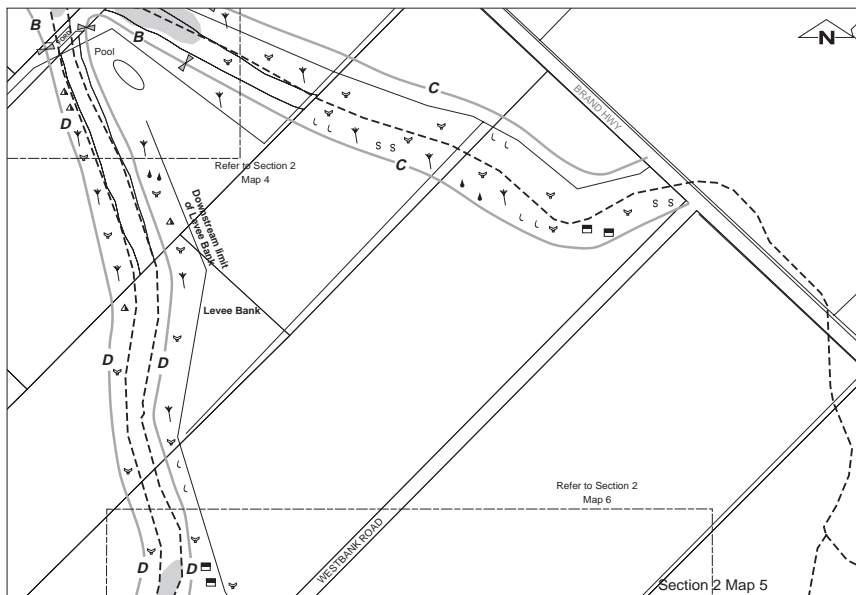 B
FORD
B
N
Pool
C
BRAND HWY
D
D
C
Refer to Section 2
Map 4
S S
S S
Downstream limit
of Levee Bank
Levee Bank
D
D
Refer to Section 2
Map 6
WESTBANK ROAD
D
D
Section 2 Map 5